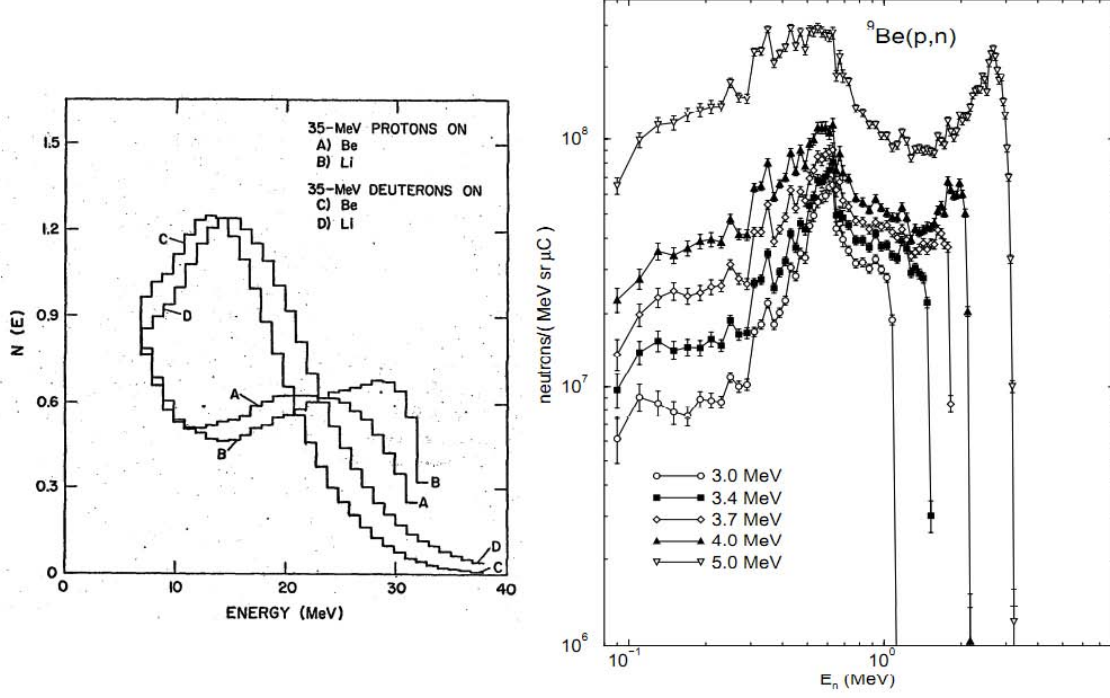 35-MeV PROTONS ON
A) Be
B) Li
35-MeV DEUTERONS ON
C) Be
D) Li
1.5
1.2
0.9
0.6
0.3
0
N (E)
C
D
A
B
B
A
D
C
0 10 20 30 40
ENERGY (MeV)
⁹Be(p,n)
10⁸
10⁷
10⁶
neutrons/( MeV sr μC)
3.0 MeV
3.4 MeV
3.7 MeV
4.0 MeV
5.0 MeV
10⁻¹ 10⁰
Eₙ (MeV)